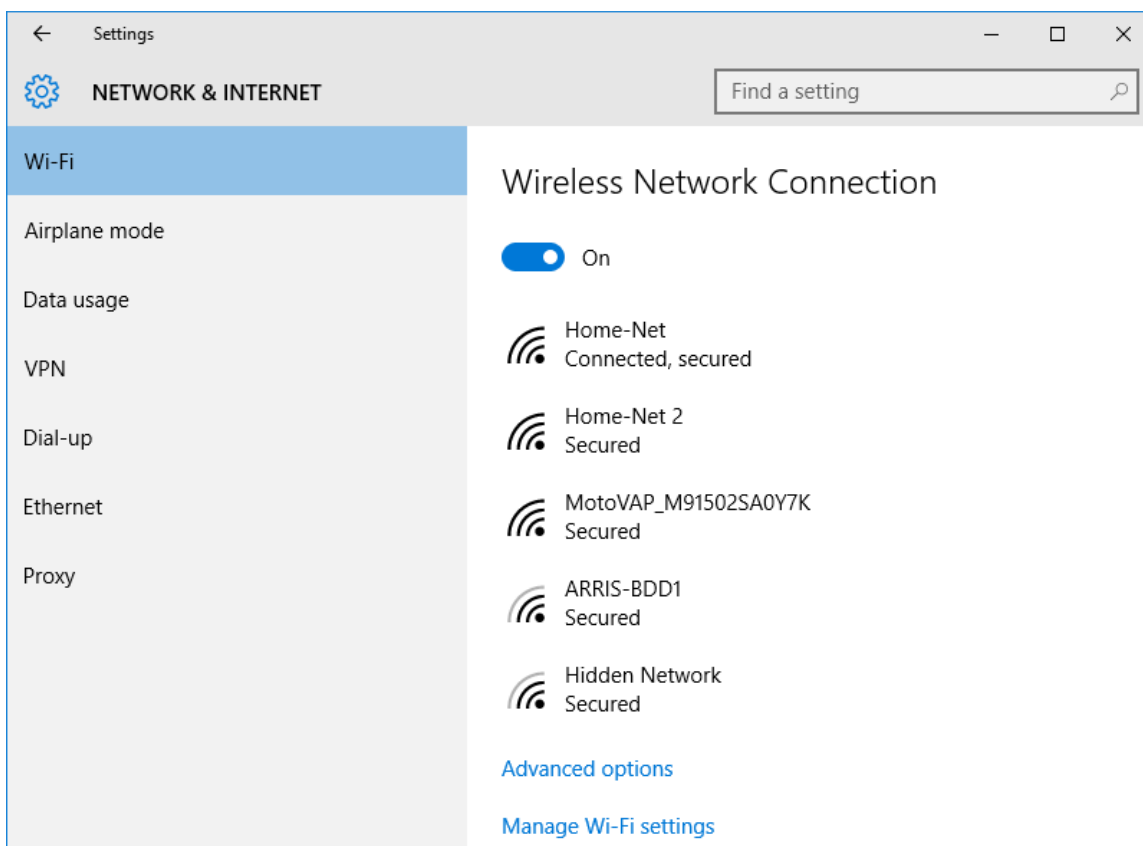 Settings
NETWORK & INTERNET
Find a setting
Wi-Fi
Airplane mode
Data usage
VPN
Dial-up
Ethernet
Proxy
Wireless Network Connection
On
Home-Net
Connected, secured
Home-Net 2
Secured
MotoVAP_M91502SA0Y7K
Secured
ARRIS-BDD1
Secured
Hidden Network
Secured
Advanced options
Manage Wi-Fi settings